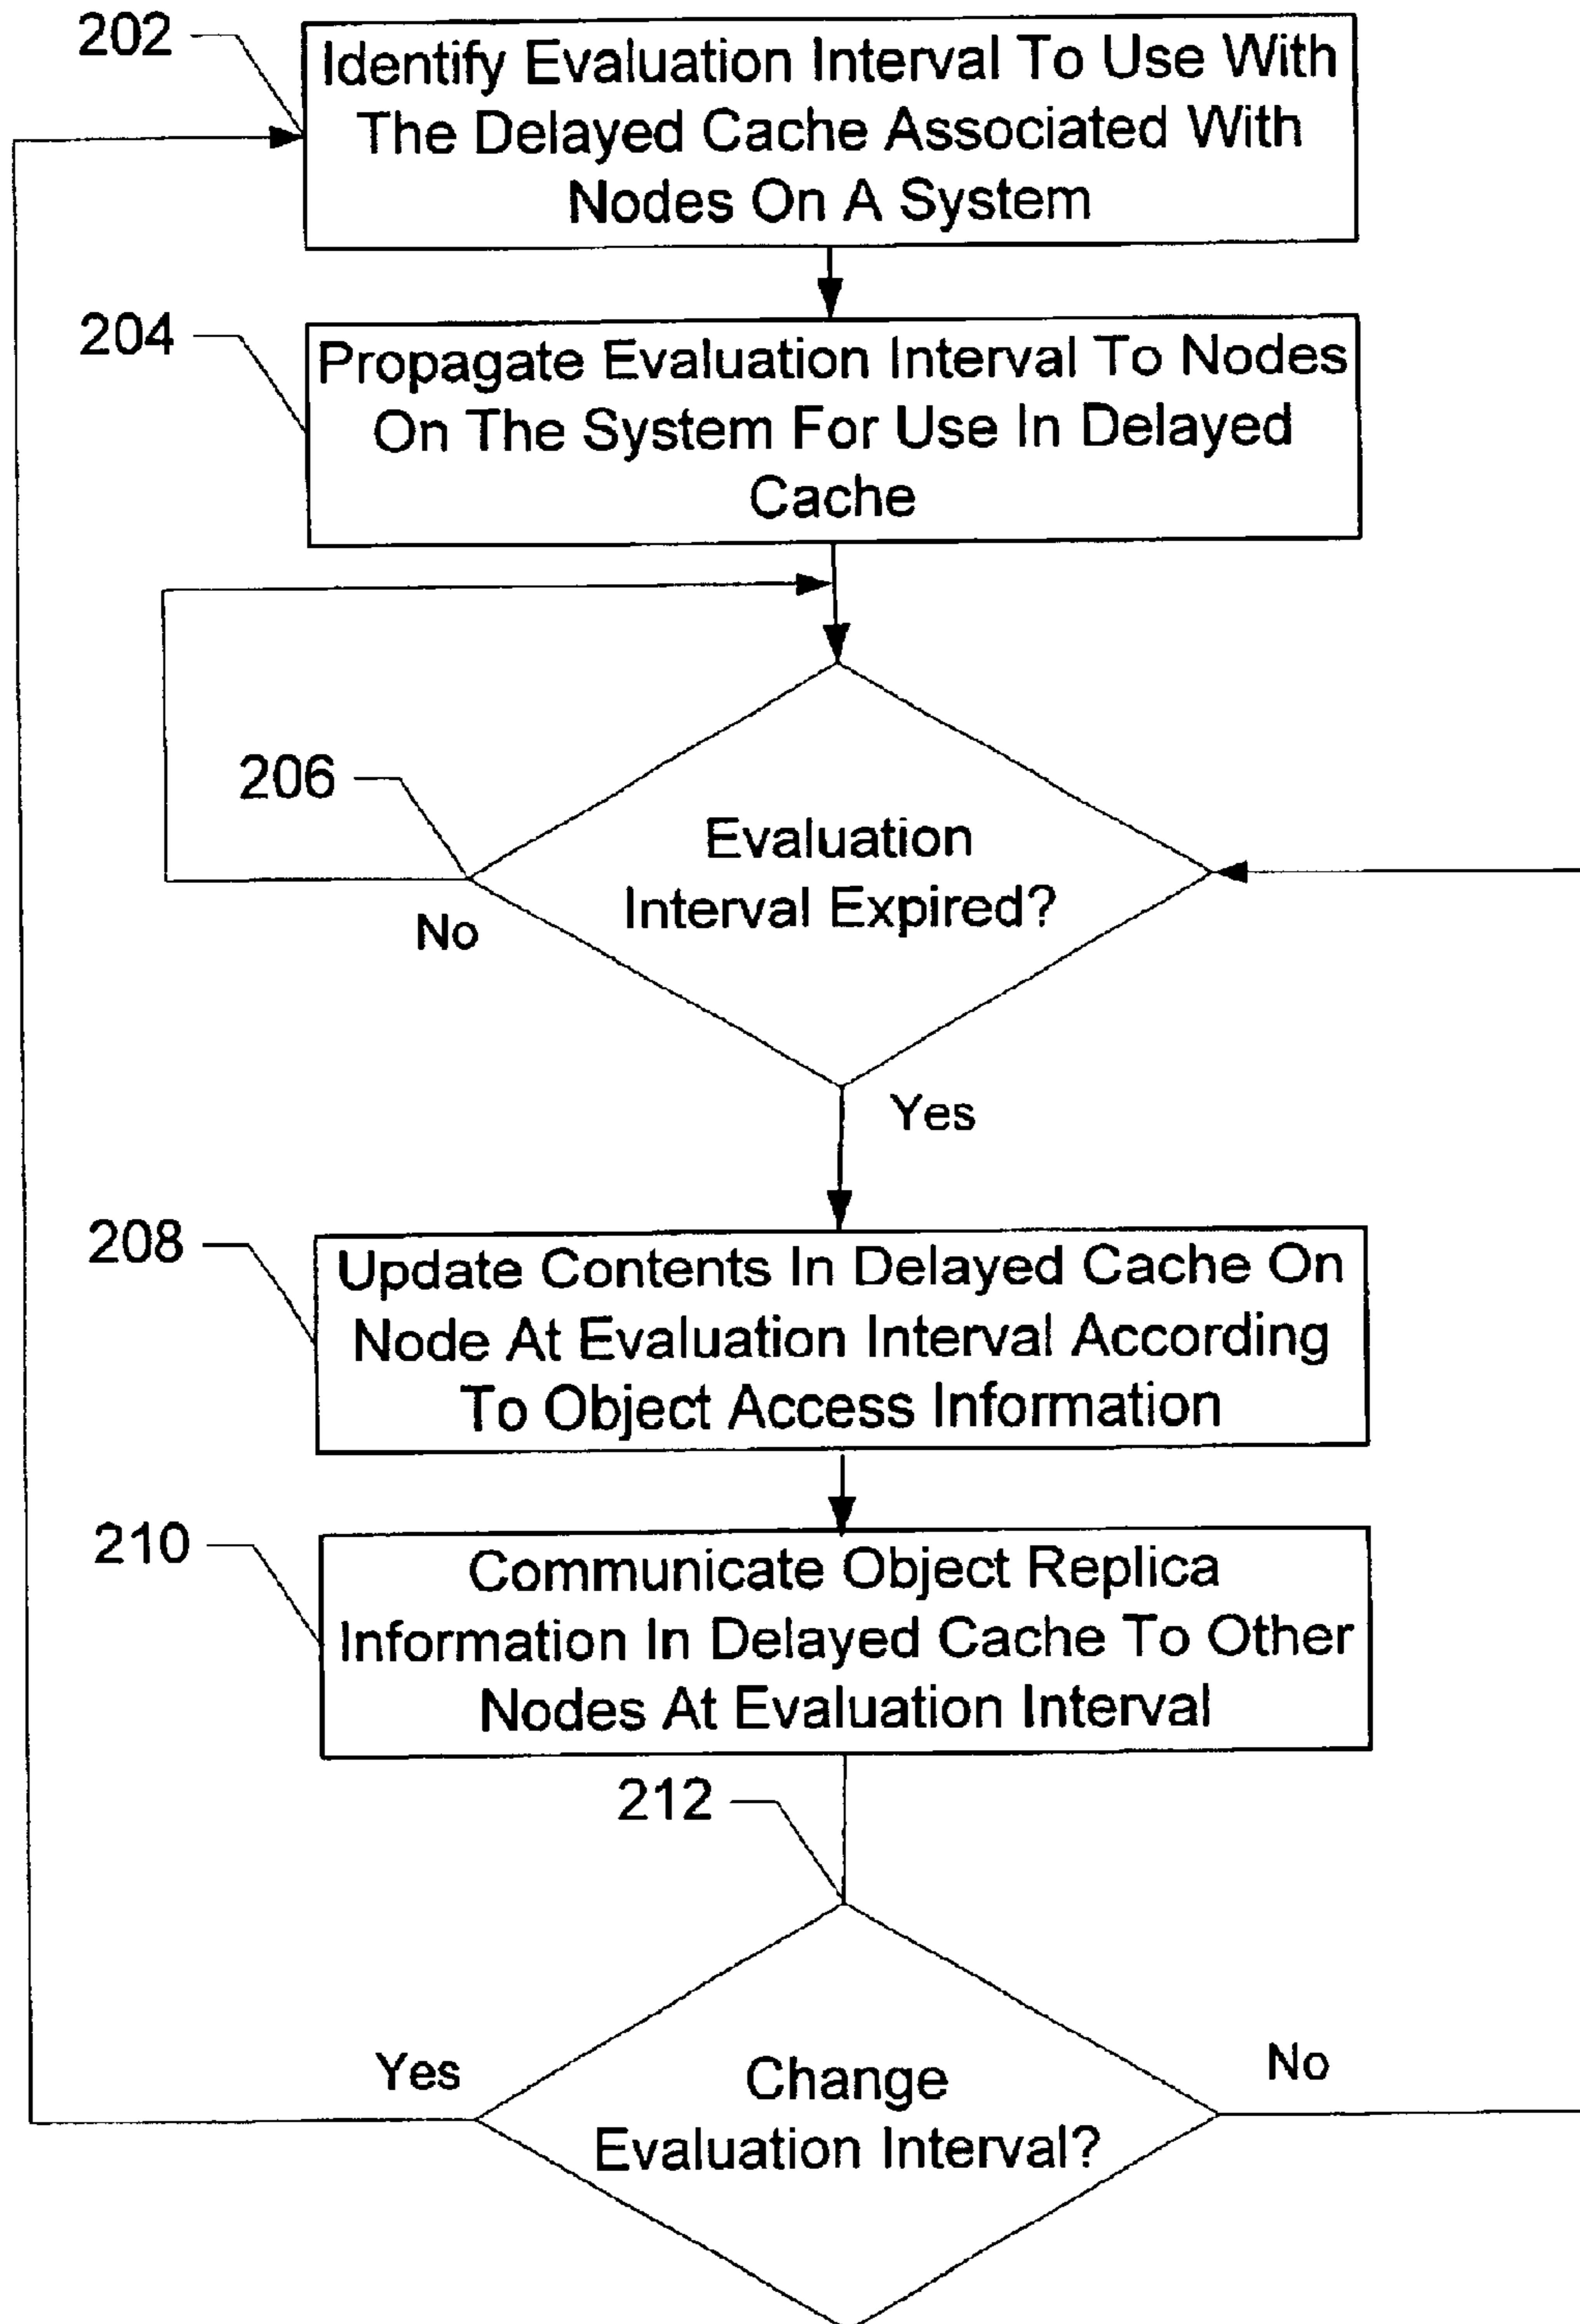 202
Identify Evaluation Interval To Use With
The Delayed Cache Associated With
Nodes On A System
204
Propagate Evaluation Interval To Nodes
On The System For Use In Delayed
Cache
206
Evaluation
Interval Expired?
No
Yes
208
Update Contents In Delayed Cache On
Node At Evaluation Interval According
To Object Access Information
210
Communicate Object Replica
Information In Delayed Cache To Other
Nodes At Evaluation Interval
212
Yes
Change
Evaluation Interval?
No